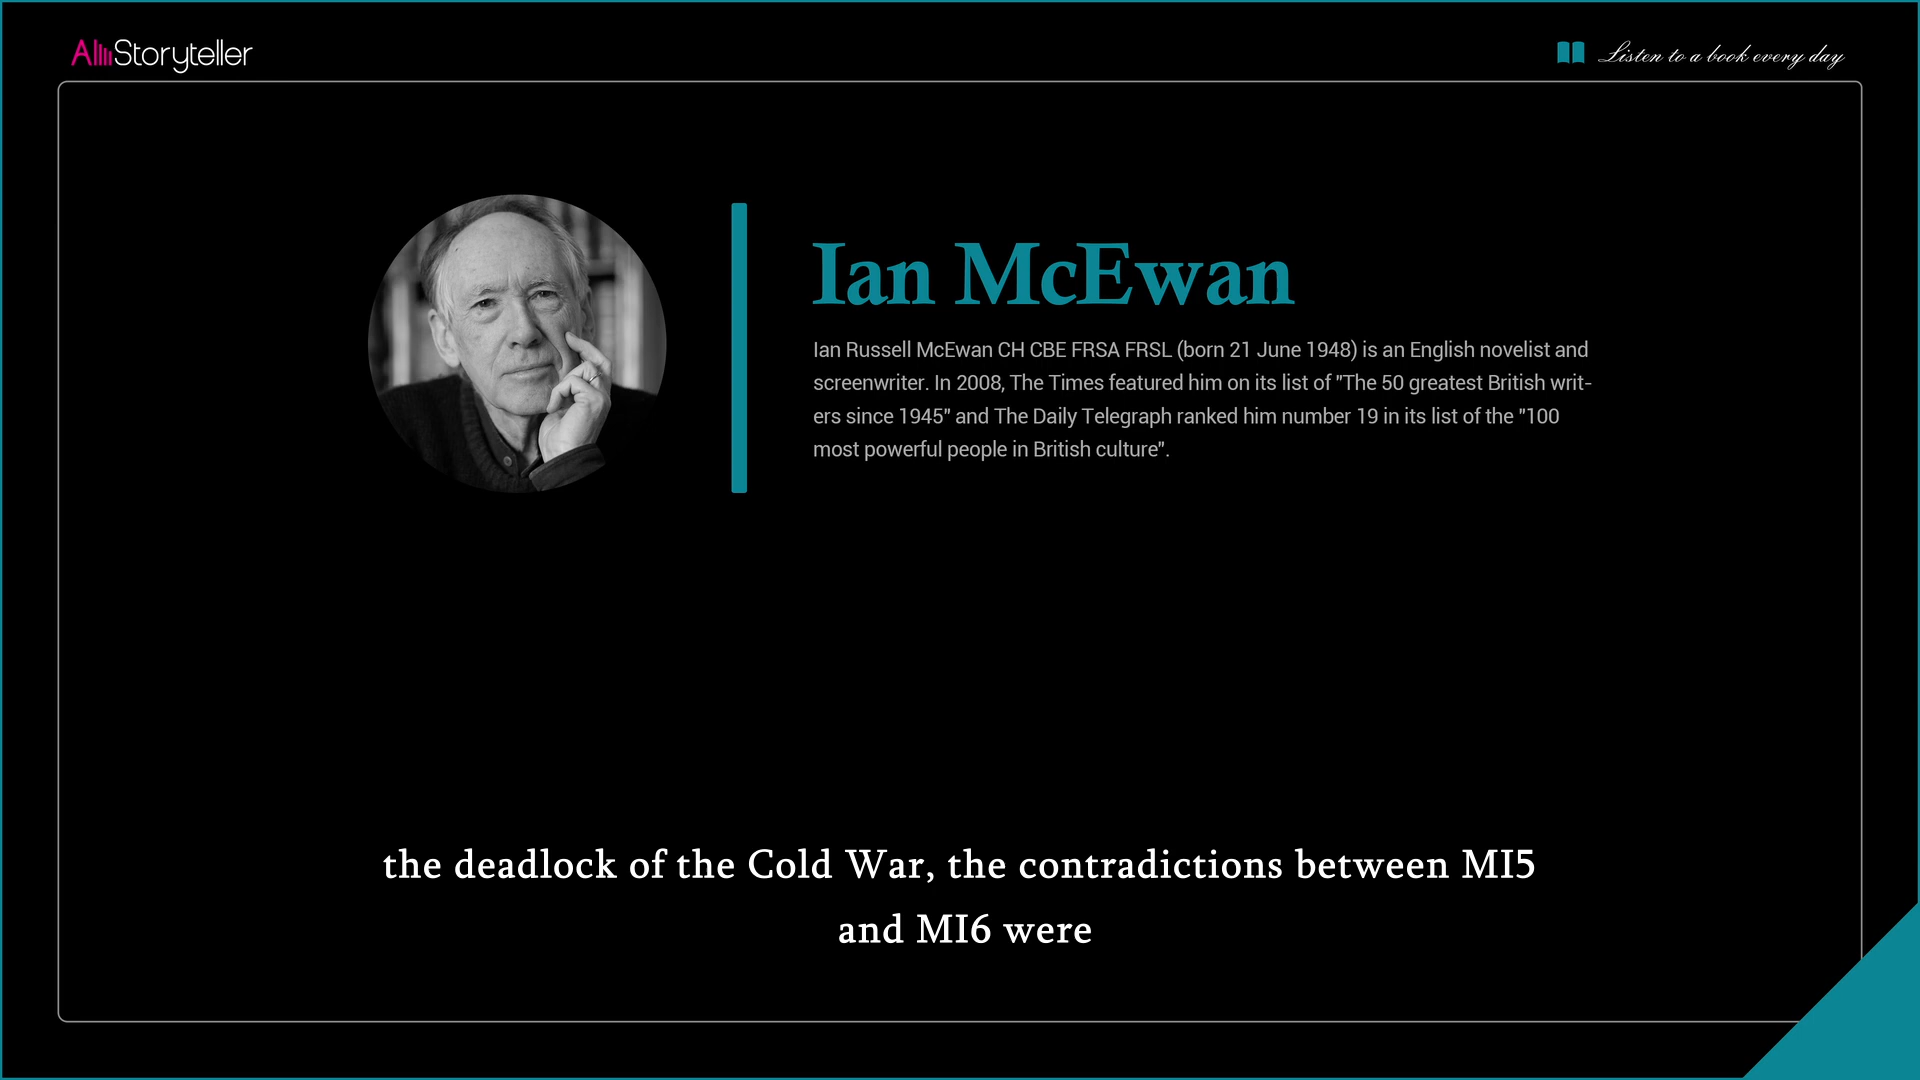 AllStoryteller
Listen to a book every day
Ian McEwan
Ian Russell McEwan CH CBE FRSA FRSL (born 21 June 1948) is an English novelist and
screenwriter. In 2008, The Times featured him on its list of "The 50 greatest British writ-
ers since 1945" and The Daily Telegraph ranked him number 19 in its list of the "100
most powerful people in British culture".
the deadlock of the Cold War, the contradictions between MI5
and MI6 were